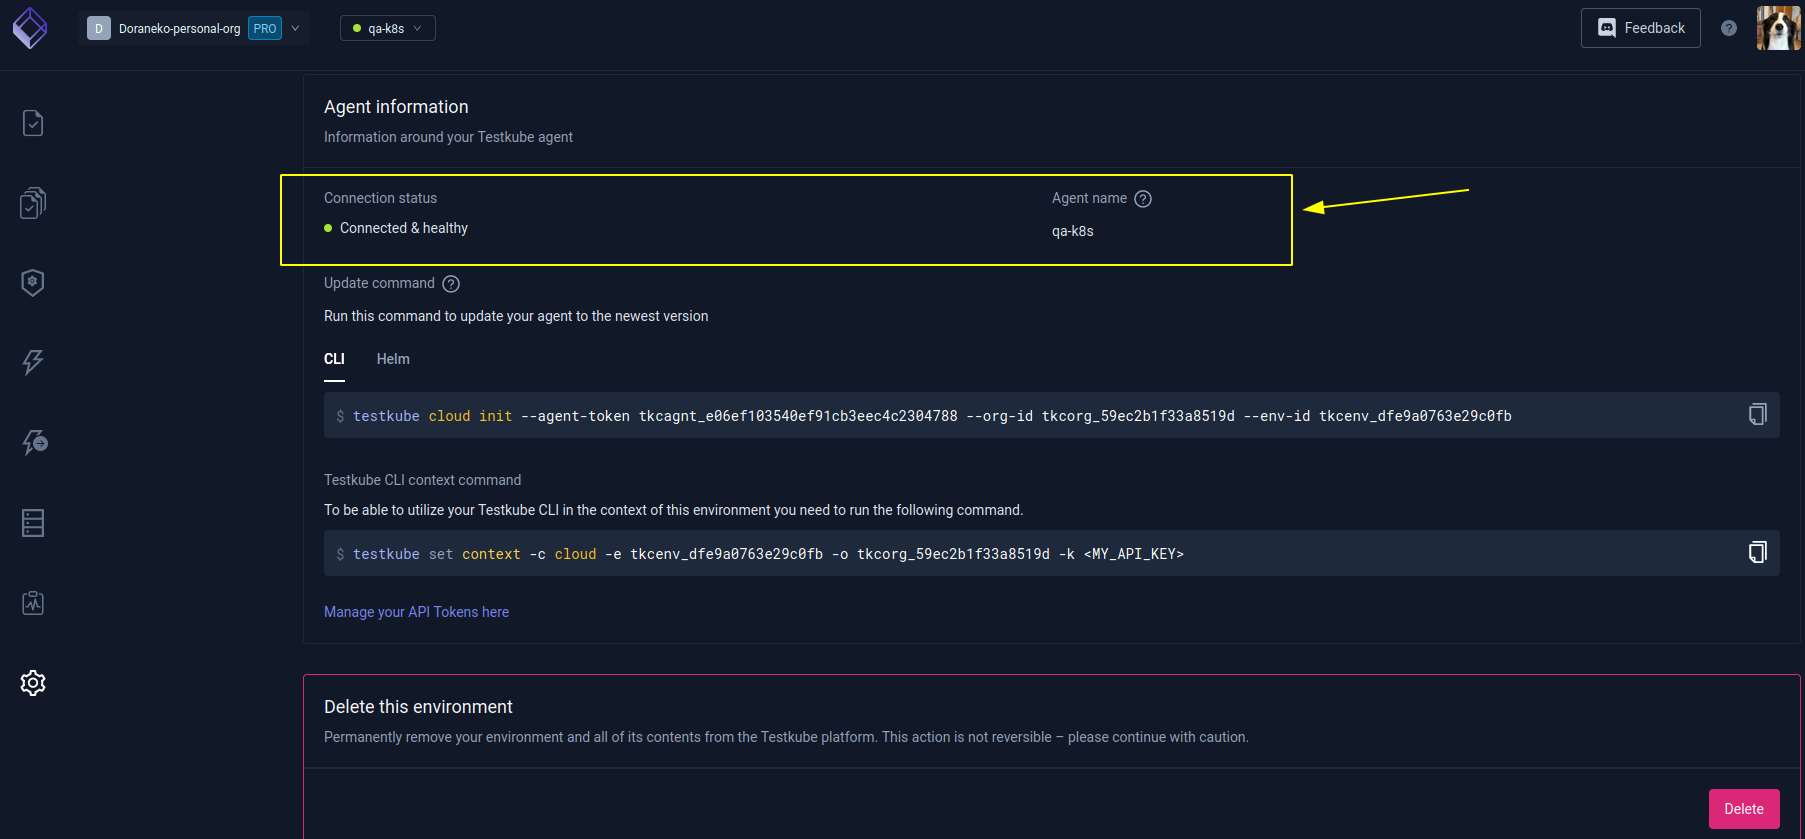 D Doraneko-personal-org PRO qa-k8s Feedback ?
Agent information
Information around your Testkube agent
Connection status Agent name ?
Connected & healthy qa-k8s
Update command ?
Run this command to update your agent to the newest version
CLI Helm
$ testkube cloud init --agent-token tkcagnt_e06ef103540ef91cb3eec4c2304788 --org-id tkcorg_59ec2b1f33a8519d --env-id tkcenv_dfe9a0763e29c0fb
Testkube CLI context command
To be able to utilize your Testkube CLI in the context of this environment you need to run the following command.
$ testkube set context -c cloud -e tkcenv_dfe9a0763e29c0fb -o tkcorg_59ec2b1f33a8519d -k <MY_API_KEY>
Manage your API Tokens here
Delete this environment
Permanently remove your environment and all of its contents from the Testkube platform. This action is not reversible – please continue with caution.
Delete